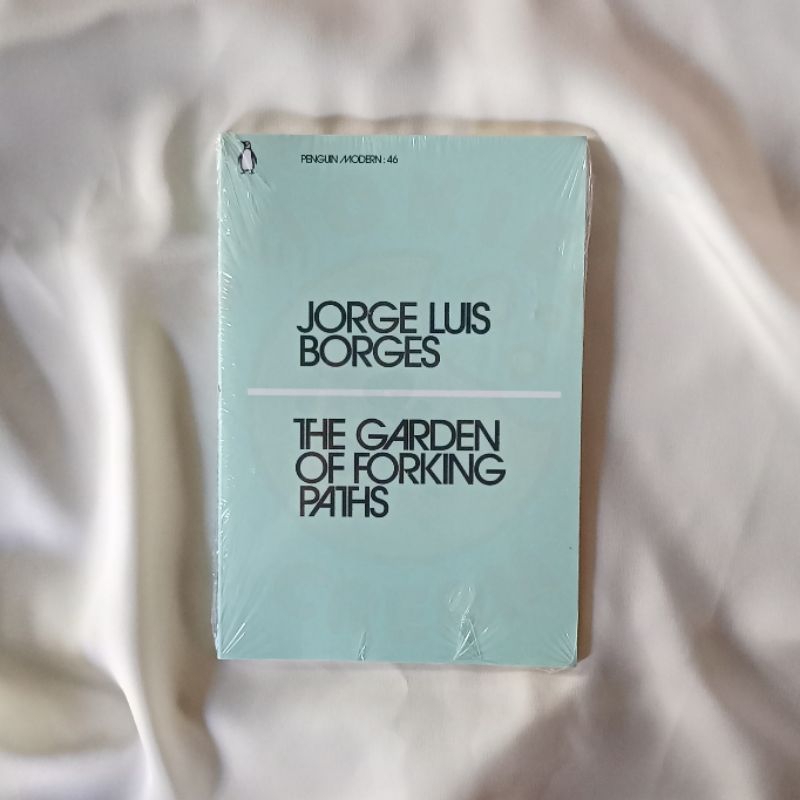 PENGUIN MODERN: 46
JORGE LUIS
BORGES
THE GARDEN
OF FORKING
PATHS